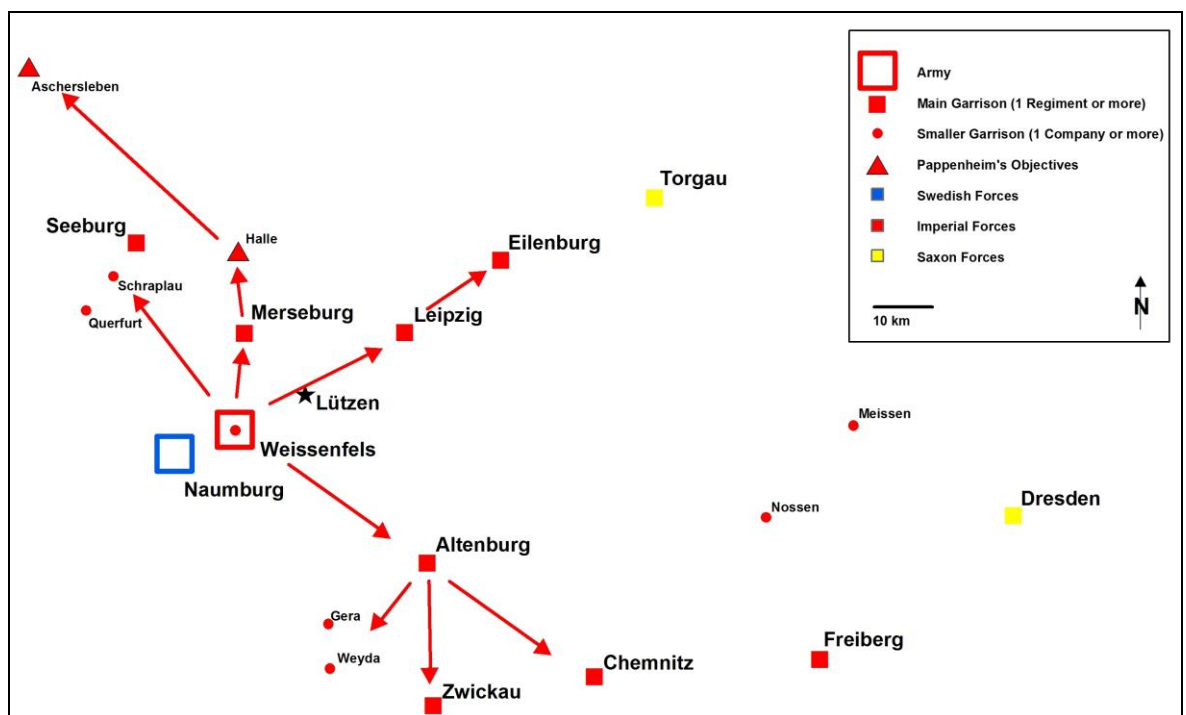 Aschersleben
Torgau
Seeburg
Halle
Eilenburg
Schraplau
Querfurt
Merseburg
Leipzig
Lützen
Meissen
Weissenfels
Naumburg
Nossen
Dresden
Altenburg
Gera
Weyda
Freiberg
Chemnitz
Zwickau
Army
Main Garrison (1 Regiment or more)
Smaller Garrison (1 Company or more)
Pappenheim's Objectives
Swedish Forces
Imperial Forces
Saxon Forces
10 km
N